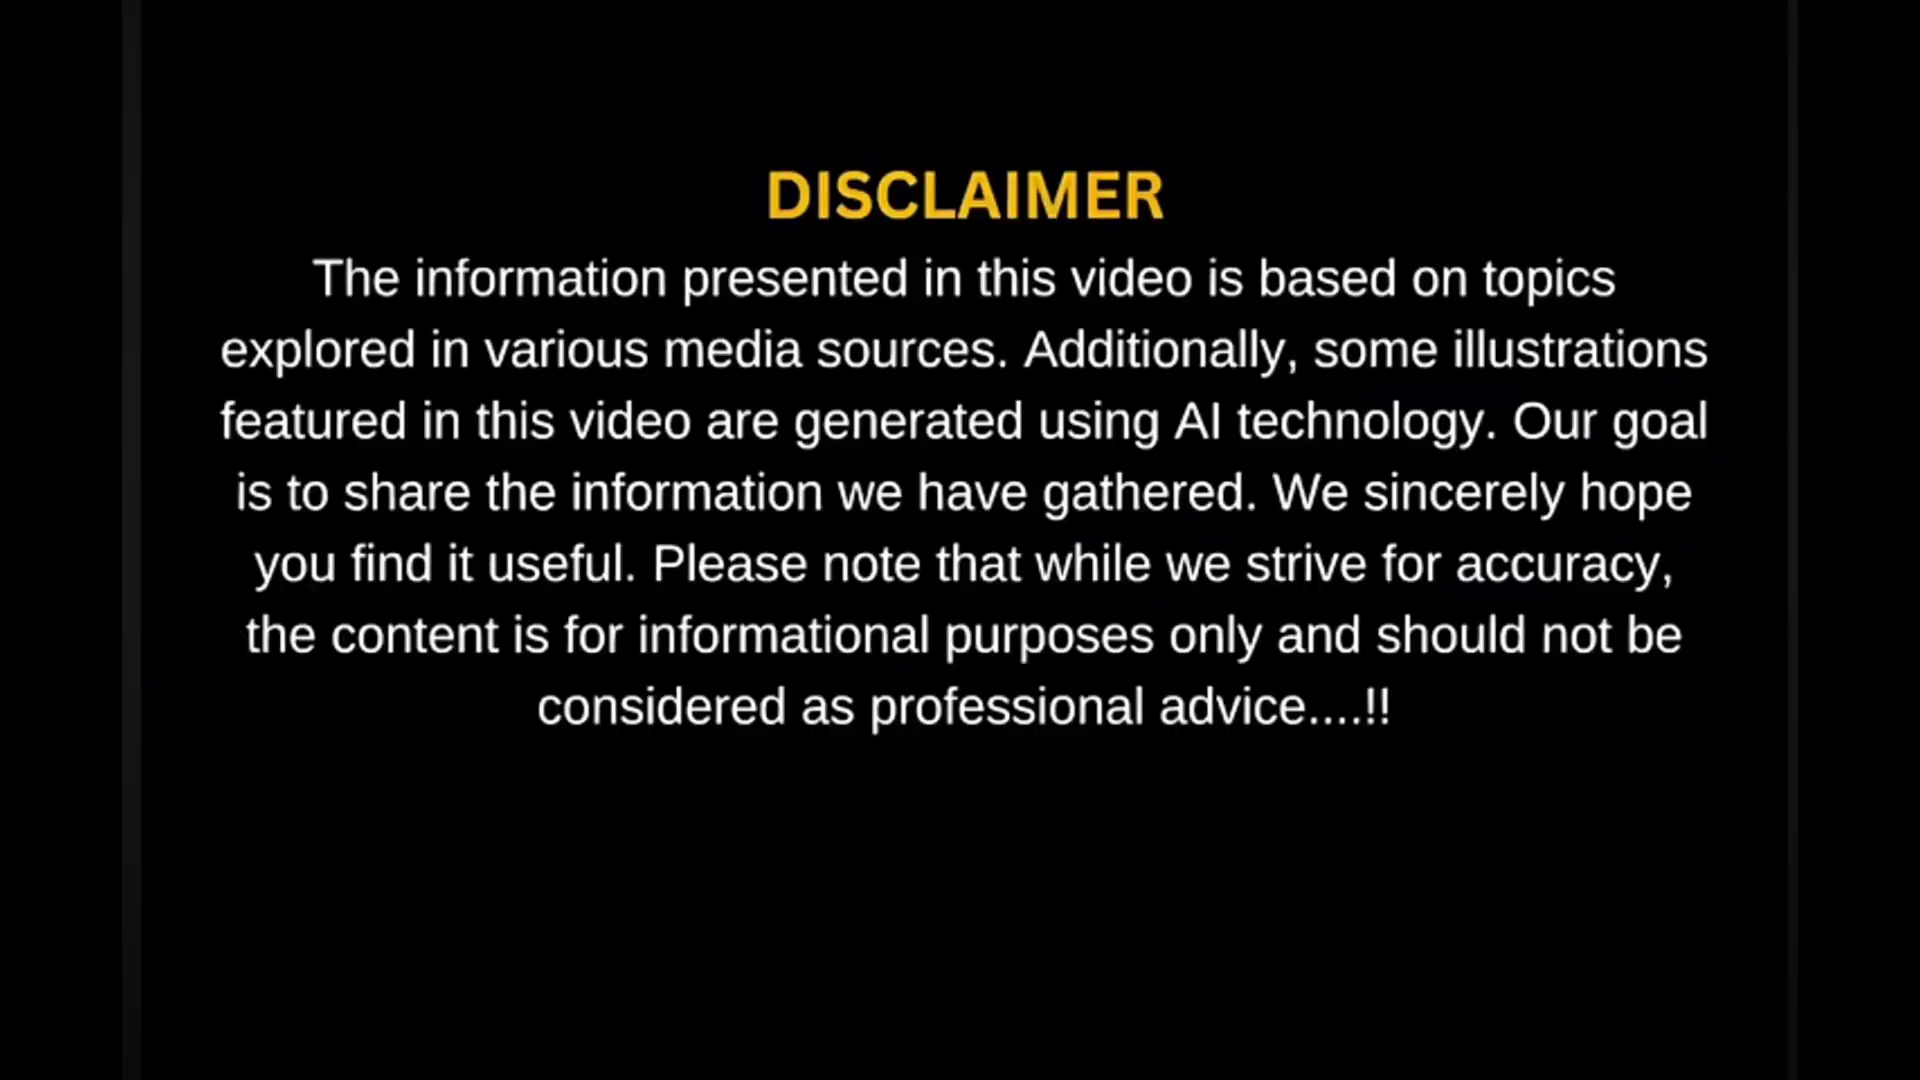 DISCLAIMER
The information presented in this video is based on topics
explored in various media sources. Additionally, some illustrations
featured in this video are generated using AI technology. Our goal
is to share the information we have gathered. We sincerely hope
you find it useful. Please note that while we strive for accuracy,
the content is for informational purposes only and should not be
considered as professional advice....!!